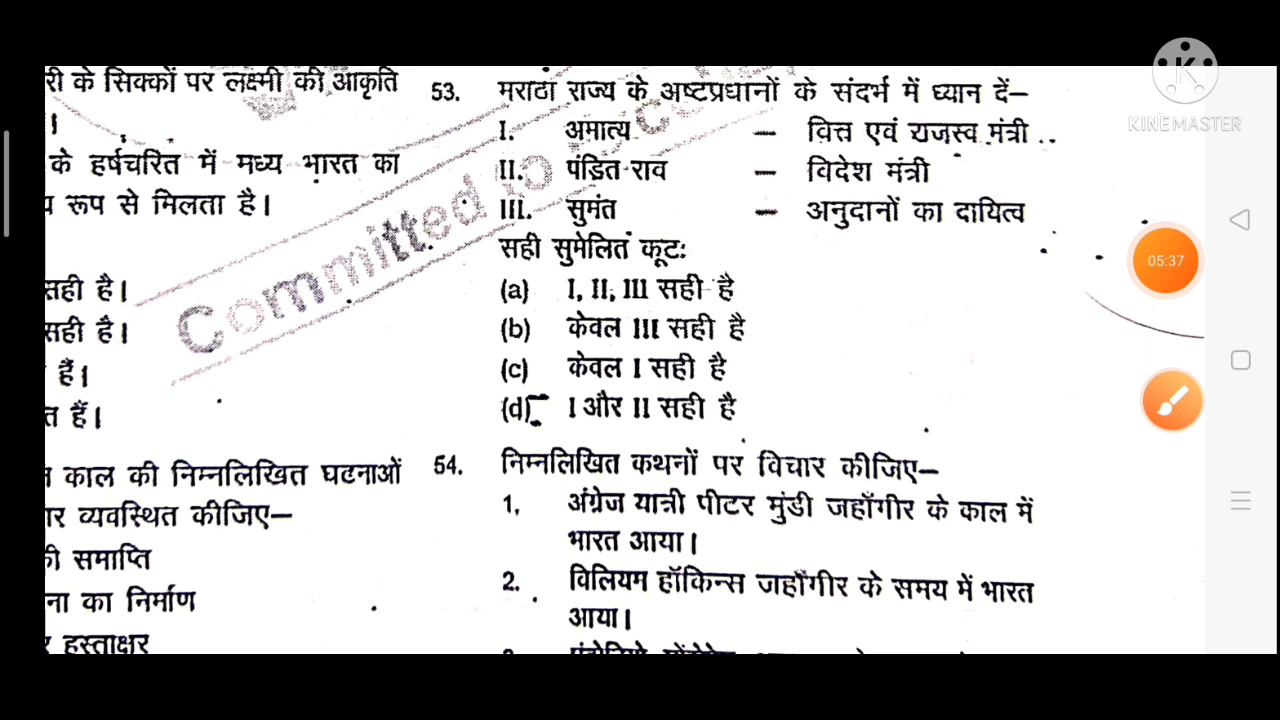 री के सिक्कों पर लक्ष्मी की आकृति
।
के हर्षचरित में मध्य भारत का
रूप से मिलता है।
सही है।
सही है।
हैं।
त हैं।
काल की निम्नलिखित घटनाओं
ार व्यवस्थित कीजिए—
की समाप्ति
ना का निर्माण
हस्ताक्षर
53. मराठा राज्य के अष्टप्रधानों के संदर्भ में ध्यान दें—
I. अमात्य — वित्त एवं राजस्व मंत्री
II. पंडित राव — विदेश मंत्री
III. सुमंत — अनुदानों का दायित्व
सही सुमेलित कूटः
(a) I, II, III सही है
(b) केवल III सही है
(c) केवल I सही है
(d) I और II सही है
54. निम्नलिखित कथनों पर विचार कीजिए—
1. अंग्रेज यात्री पीटर मुंडी जहाँगीर के काल में
भारत आया।
2. विलियम हॉकिन्स जहाँगीर के समय में भारत
आया।
Committed to
KINEMASTER
05:37